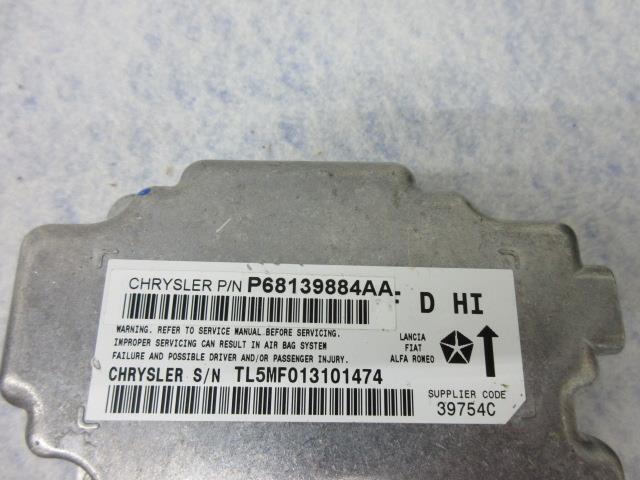 CHRYSLER P/N P68139884AA
D HI
WARNING. REFER TO SERVICE MANUAL BEFORE SERVICING.
IMPROPER SERVICING CAN RESULT IN AIR BAG SYSTEM
FAILURE AND POSSIBLE DRIVER AND/OR PASSENGER INJURY.
LANCIA
FIAT
ALFA ROMEO
CHRYSLER S/N TL5MF013101474
SUPPLIER CODE
39754C